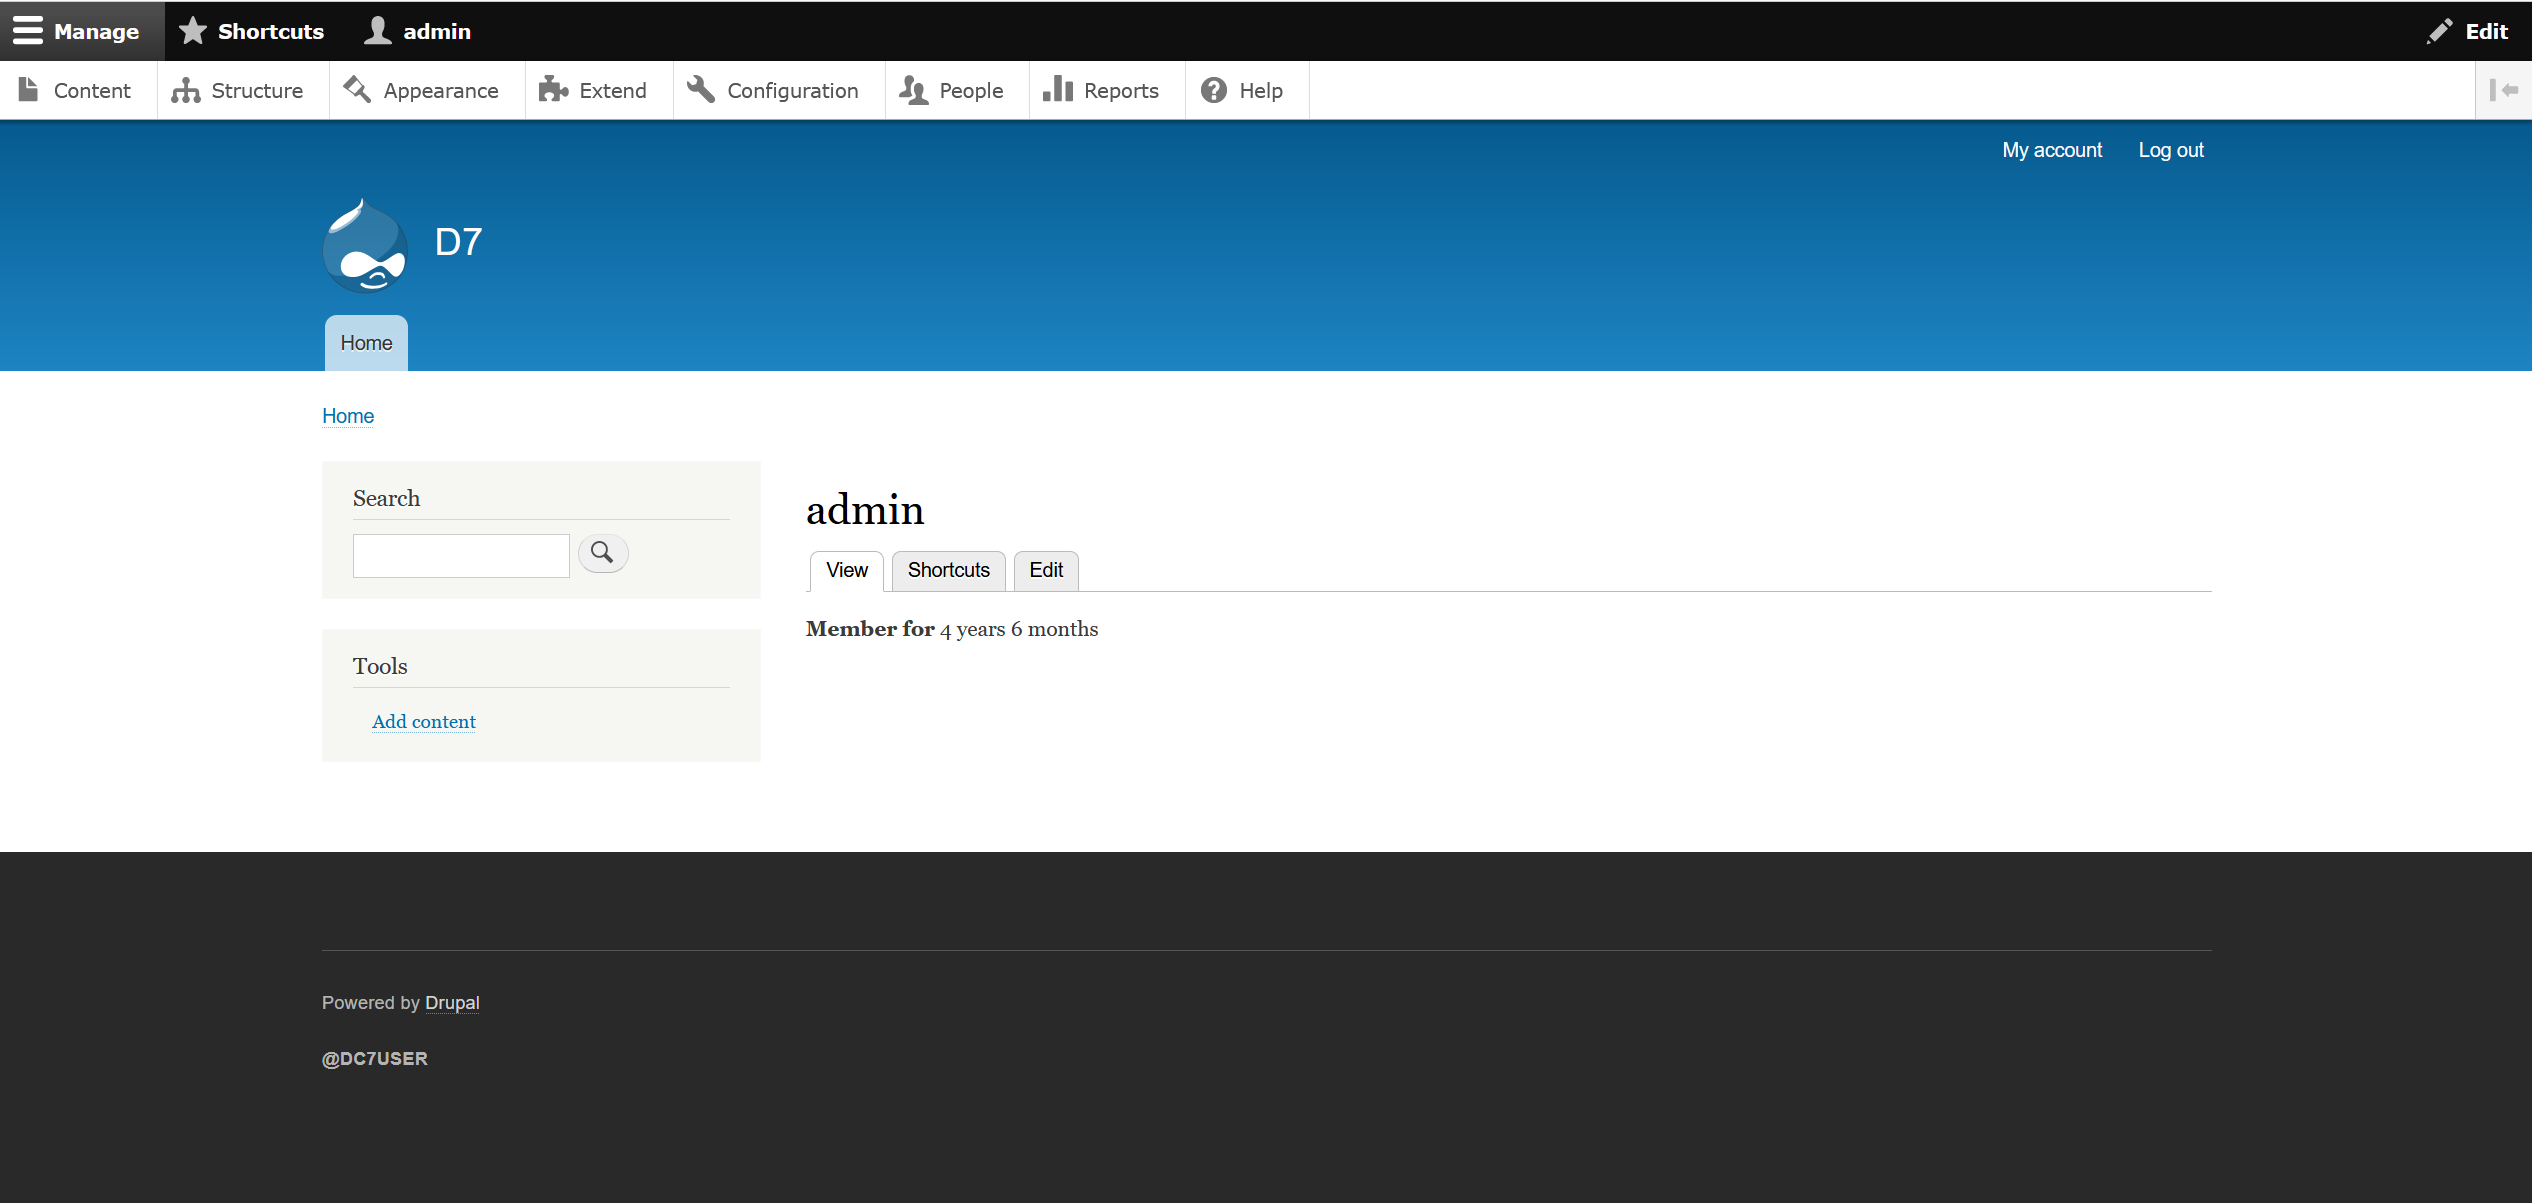 Manage Shortcuts admin Edit
Content Structure Appearance Extend Configuration People Reports Help
My account Log out
D7
Home
Home
Search
admin
View Shortcuts Edit
Member for 4 years 6 months
Tools
Add content
Powered by Drupal
@DC7USER